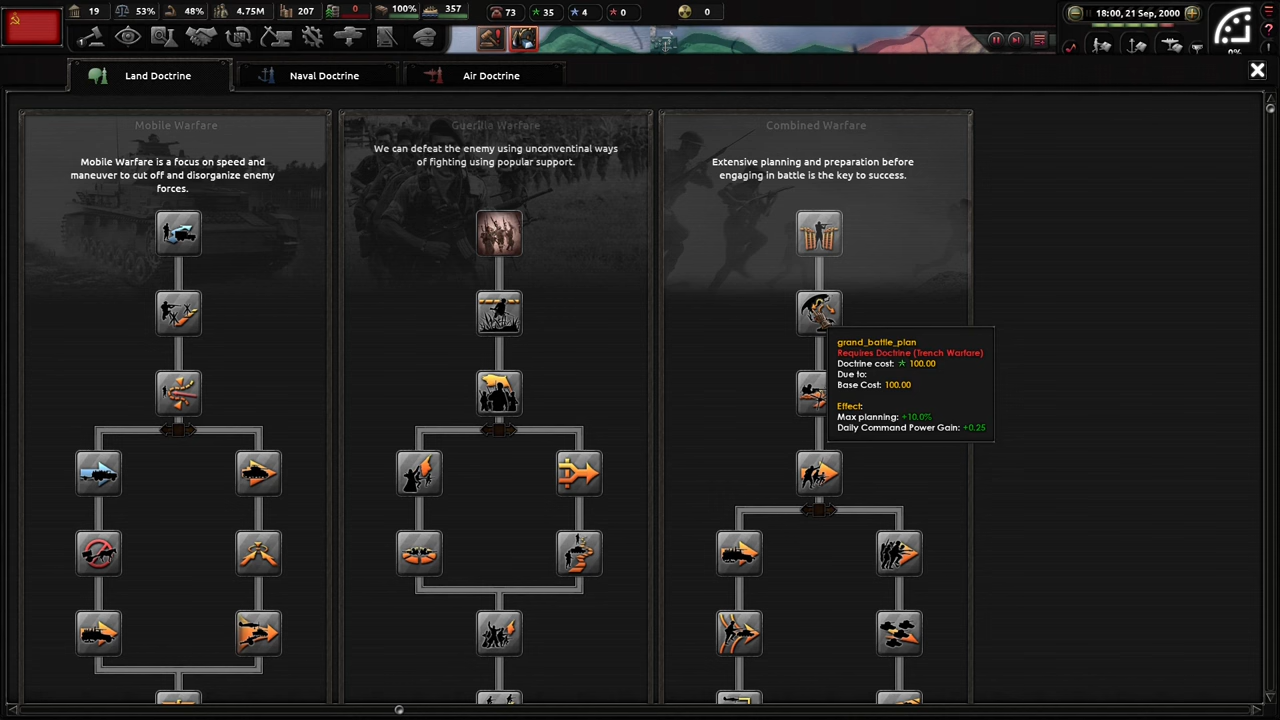 19 53% 48% 4.75M 207 0 100% 357 73 35 4 0 0 18:00, 21 Sep, 2000
1 0%
Land Doctrine Naval Doctrine Air Doctrine
Mobile Warfare
Mobile Warfare is a focus on speed and
maneuver to cut off and disorganize enemy
forces.
Guerilla Warfare
We can defeat the enemy using unconventinal ways
of fighting using popular support.
Combined Warfare
Extensive planning and preparation before
engaging in battle is the key to success.
grand_battle_plan
Requires Doctrine (Trench Warfare)
Doctrine cost: 100.00
Due to:
Base Cost: 100.00
Effect:
Max planning: +10.0%
Daily Command Power Gain: +0.25